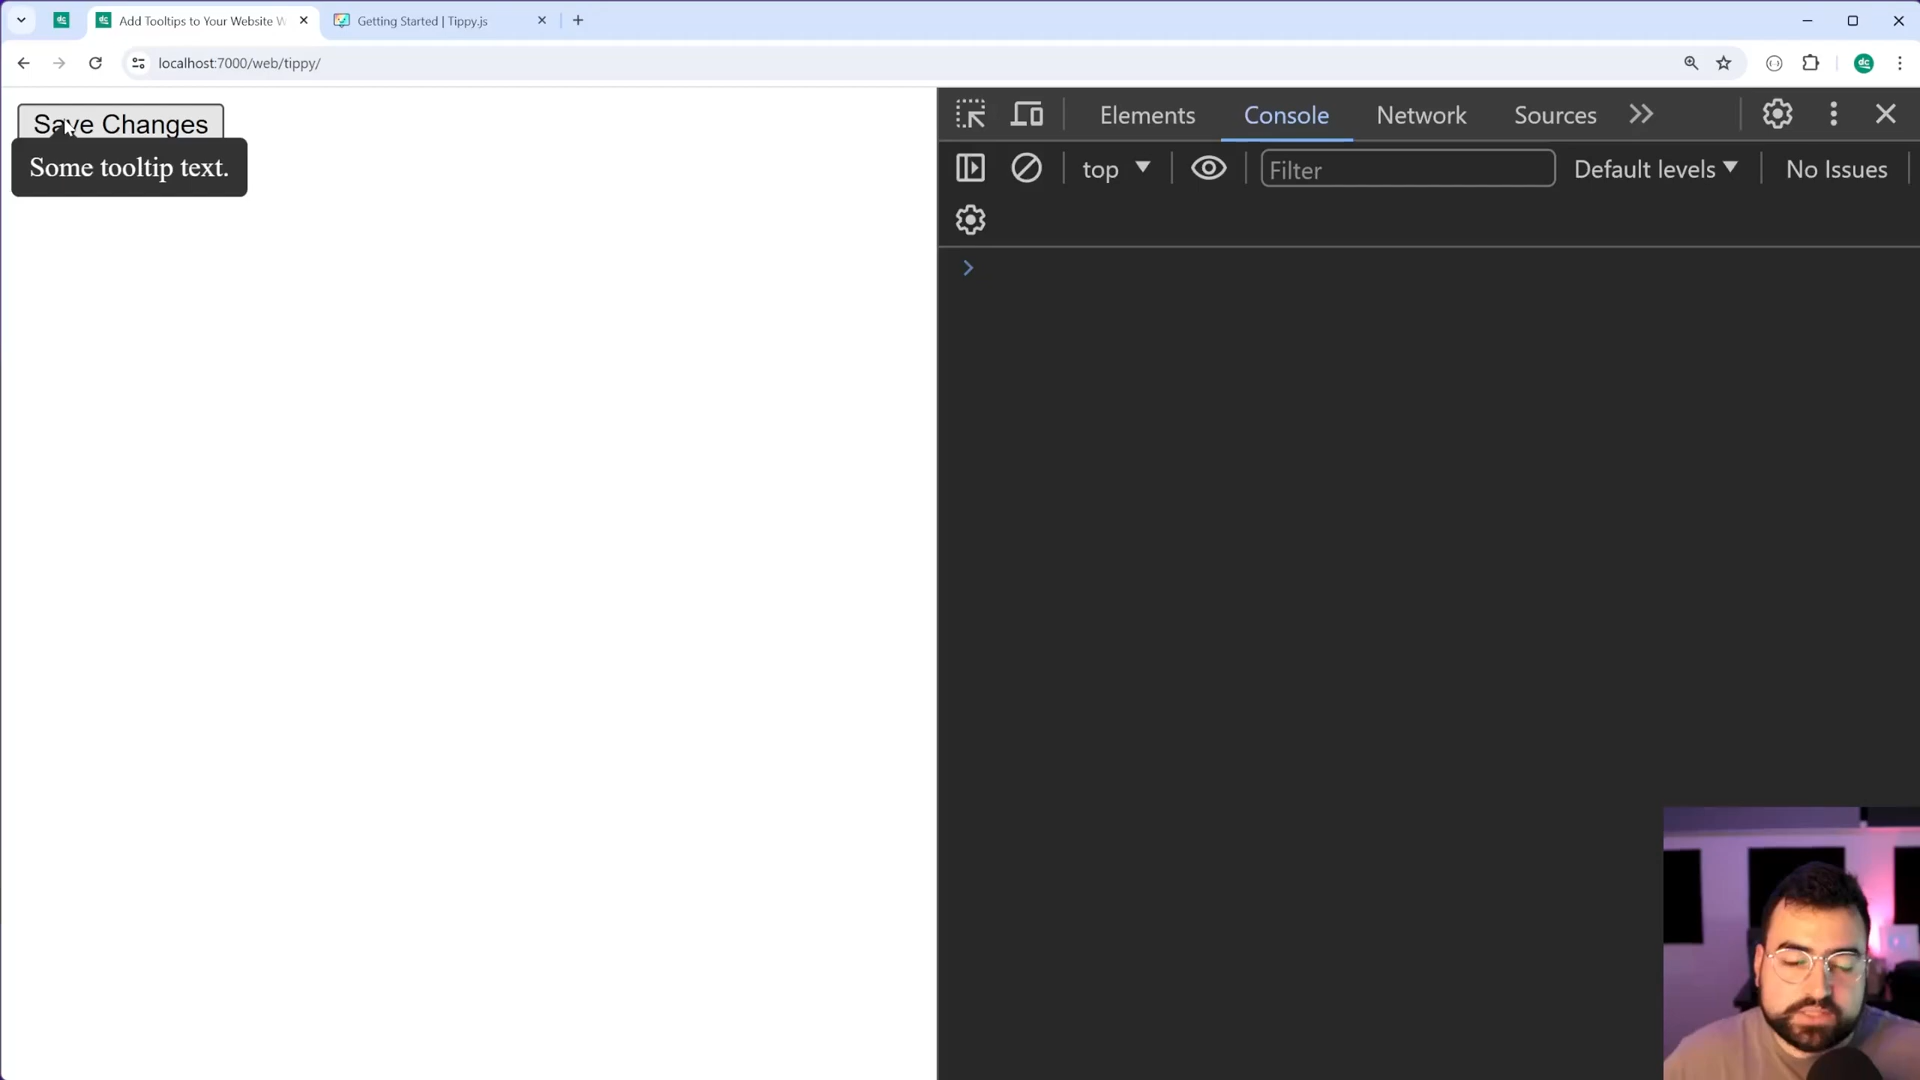 Add Tooltips to Your Website W
Getting Started | Tippy.js
localhost:7000/web/tippy/
dc
Save Changes
Some tooltip text.
Elements
Console
Network
Sources
top
Filter
Default levels
No Issues